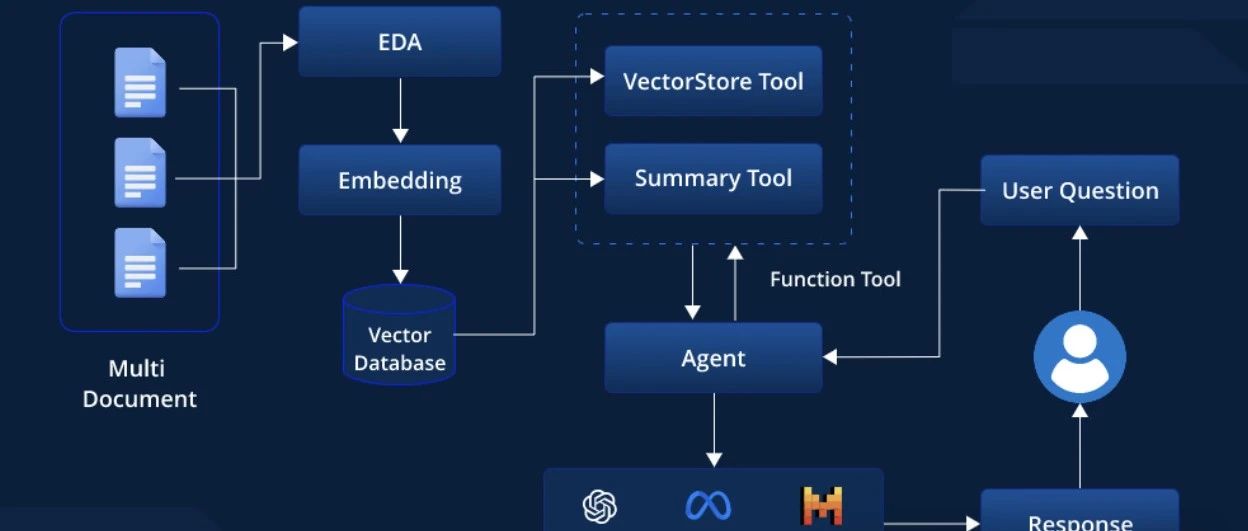 EDA
VectorStore Tool
Embedding
Summary Tool
User Question
Function Tool
Vector
Database
Agent
Multi
Document
Response